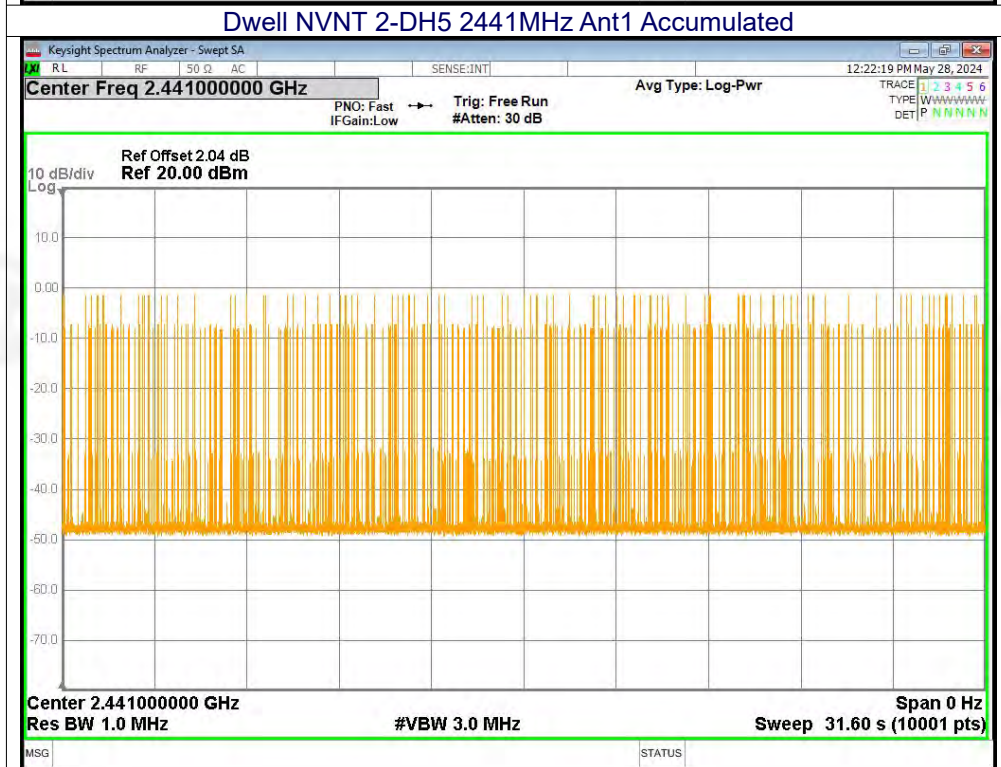 Dwell NVNT 2-DH5 2441MHz Ant1 Accumulated
Keysight Spectrum Analyzer - Swept SA
LXI RL RF 50 Ω AC SENSE:INT 12:22:19 PM May 28, 2024
Center Freq 2.441000000 GHz Avg Type: Log-Pwr TRACE 1 2 3 4 5 6
PNO: Fast Trig: Free Run TYPE WWWWWWW
IFGain:Low #Atten: 30 dB DET P N N N N N
Ref Offset 2.04 dB
10 dB/div Ref 20.00 dBm
Log
10.0
0.00
-10.0
-20.0
-30.0
-40.0
-50.0
-60.0
-70.0
Center 2.441000000 GHz Span 0 Hz
Res BW 1.0 MHz #VBW 3.0 MHz Sweep 31.60 s (10001 pts)
MSG STATUS